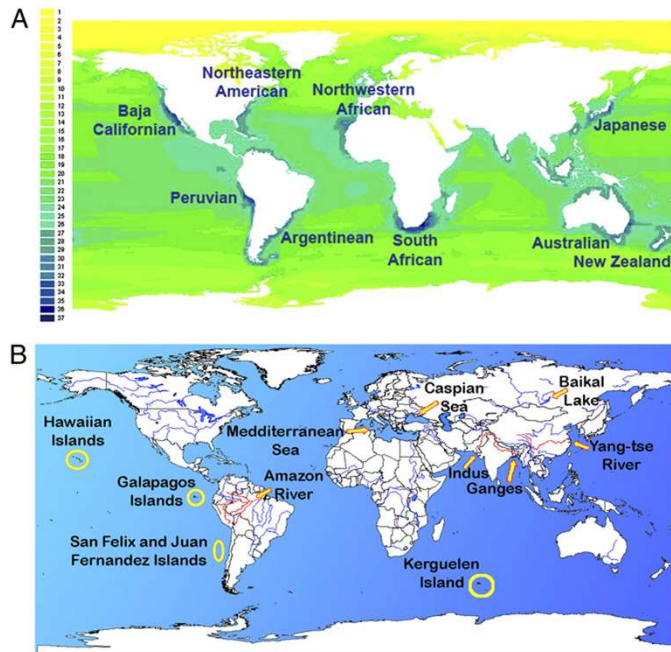 A
1
2
3
4
5
6
7
8
9
10
11
12
13
14
15
16
17
18
19
20
21
22
23
24
25
26
27
28
29
30
31
32
33
34
35
36
37
Northeastern
American
Northwestern
African
Baja
Californian
Japanese
Peruvian
Argentinean
South
African
Australian
New Zealand
B
Caspian
Sea
Baikal
Lake
Hawaiian
Islands
Mediterranean
Sea
Yang-tse
River
Galapagos
Islands
Amazon
River
Indus
Ganges
San Felix and Juan
Fernandez Islands
Kerguelen
Island